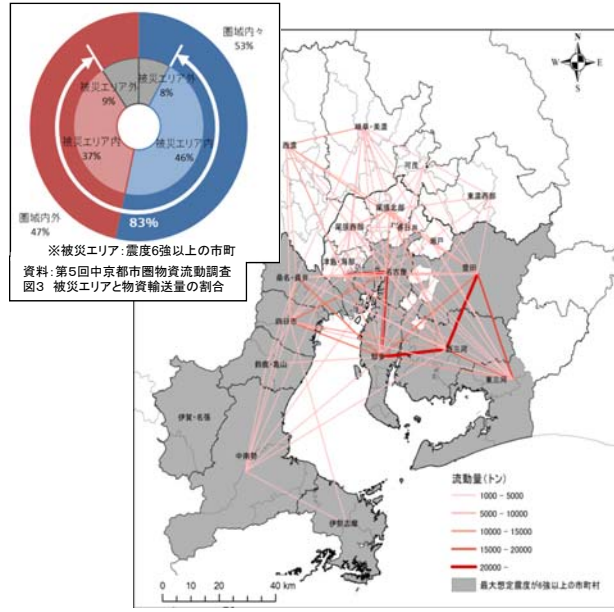 圏域内々
53%
被災エリア外
8%
被災エリア外
9%
被災エリア内
37%
被災エリア内
46%
圏域内外
47%
83%
※被災エリア：震度6強以上の市町
資料：第5回中京都市圏物資流動調査
図3 被災エリアと物資輸送量の割合
N
W
E
S
岐阜・美濃
西濃
可茂
東濃西部
尾張北部
尾張西部
春日井
瀬戸
津島・海部
名古屋
豊田
桑名・員弁
四日市
知多
西三河
鈴鹿・亀山
東三河
伊賀・名張
中南勢
伊勢志摩
流動量（トン）
1000 - 5000
5000 - 10000
10000 - 15000
15000 - 20000
20000 -
最大想定震度が6強以上の市町村
0 10 20 40 km